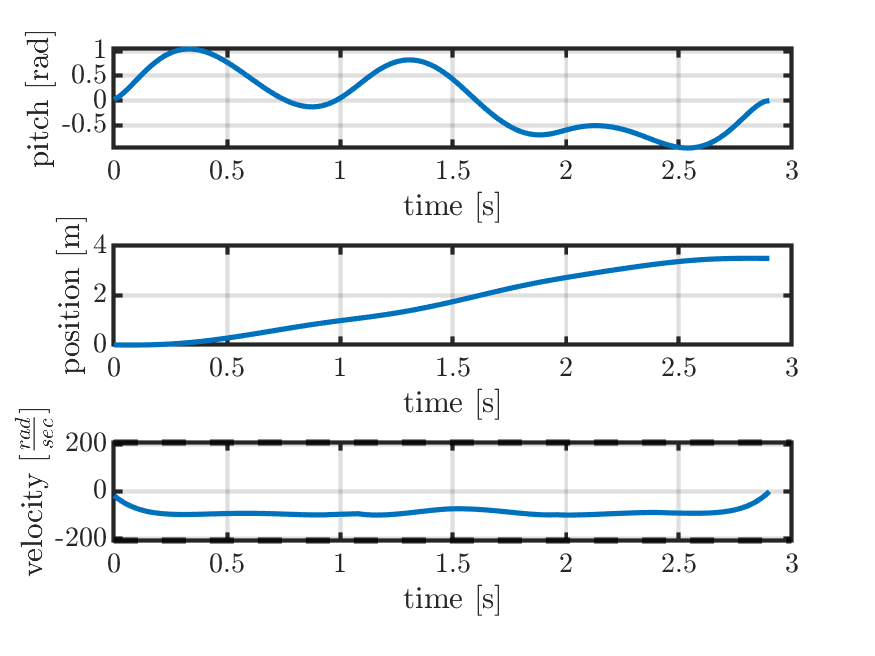 pitch [rad]
1
0.5
0
-0.5
0 0.5 1 1.5 2 2.5 3
time [s]
position [m]
4
2
0
0 0.5 1 1.5 2 2.5 3
time [s]
velocity [rad/sec]
200
0
-200
0 0.5 1 1.5 2 2.5 3
time [s]